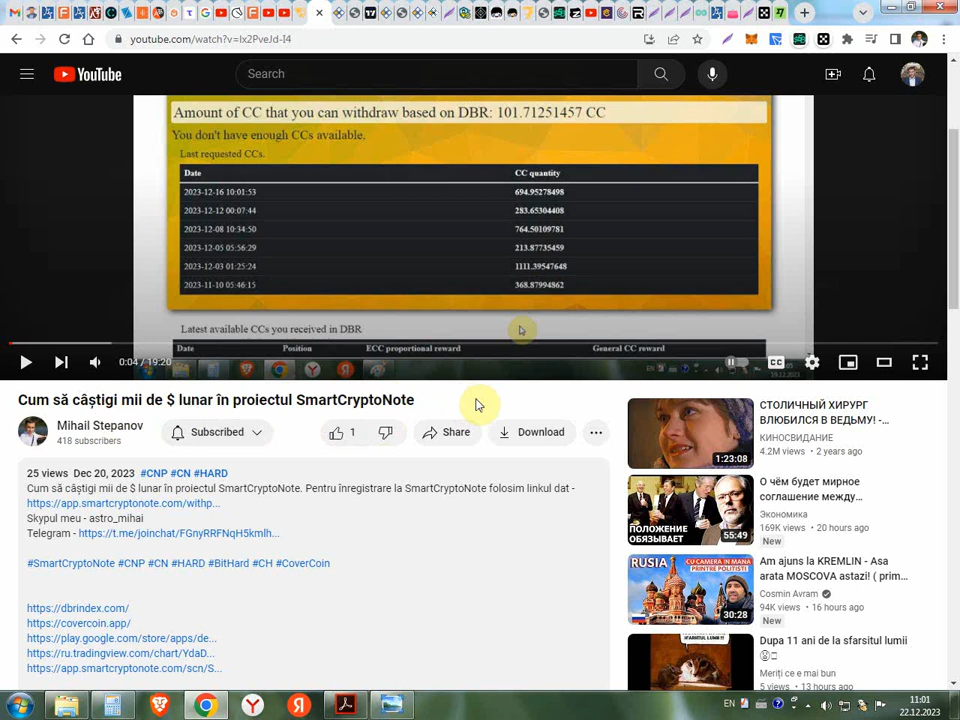 youtube.com/watch?v=Ix2PveJd-I4
YouTube
Search
Amount of CC that you can withdraw based on DBR: 101.71251457 CC
You don't have enough CCs available.
Last requested CCs.
Date CC quantity
2023-12-16 10:01:53 694.95278498
2023-12-12 00:07:44 283.65304408
2023-12-08 10:34:50 764.50109781
2023-12-05 05:56:29 213.87735459
2023-12-03 01:25:24 1111.39547648
2023-11-10 05:46:15 368.87994862
Latest available CCs you received in DBR
Date Position ECC proportional reward General CC reward
0:04 / 19:20
Cum să câștigi mii de $ lunar în proiectul SmartCryptoNote
Mihail Stepanov
418 subscribers
Subscribed
1
Share
Download
25 views Dec 20, 2023 #CNP #CN #HARD
Cum să câștigi mii de $ lunar în proiectul SmartCryptoNote. Pentru înregistrare la SmartCryptoNote folosim linkul dat -
https://app.smartcryptonote.com/withp...
Skypul meu - astro_mihai
Telegram - https://t.me/joinchat/FGnyRRFNqH5kmlh...
#SmartCryptoNote #CNP #CN #HARD #BitHard #CH #CoverCoin
https://dbrindex.com/
https://covercoin.app/
https://play.google.com/store/apps/de...
https://ru.tradingview.com/chart/YdaD...
https://app.smartcryptonote.com/scn/S...
1:23:08
СТОЛИЧНЫЙ ХИРУРГ
ВЛЮБИЛСЯ В ВЕДЬМУ! -...
КИНОСВИДАНИЕ
4.2M views • 2 years ago
ПОЛОЖЕНИЕ
ОБЯЗЫВАЕТ
55:49
О чём будет мирное
соглашение между...
Экономика
169K views • 20 hours ago
New
RUSIA
CU CAMERA IN MANA
PRINTRE POLITISTI
30:28
Am ajuns la KREMLIN - Asa
arata MOSCOVA astazi! ( prim...
Cosmin Avram
94K views • 16 hours ago
New
SFARSITUL LUMII !!!
Dupa 11 ani de la sfarsitul lumii
Meriți ce e mai bun
5 views • 13 hours ago
EN
11:01
22.12.2023